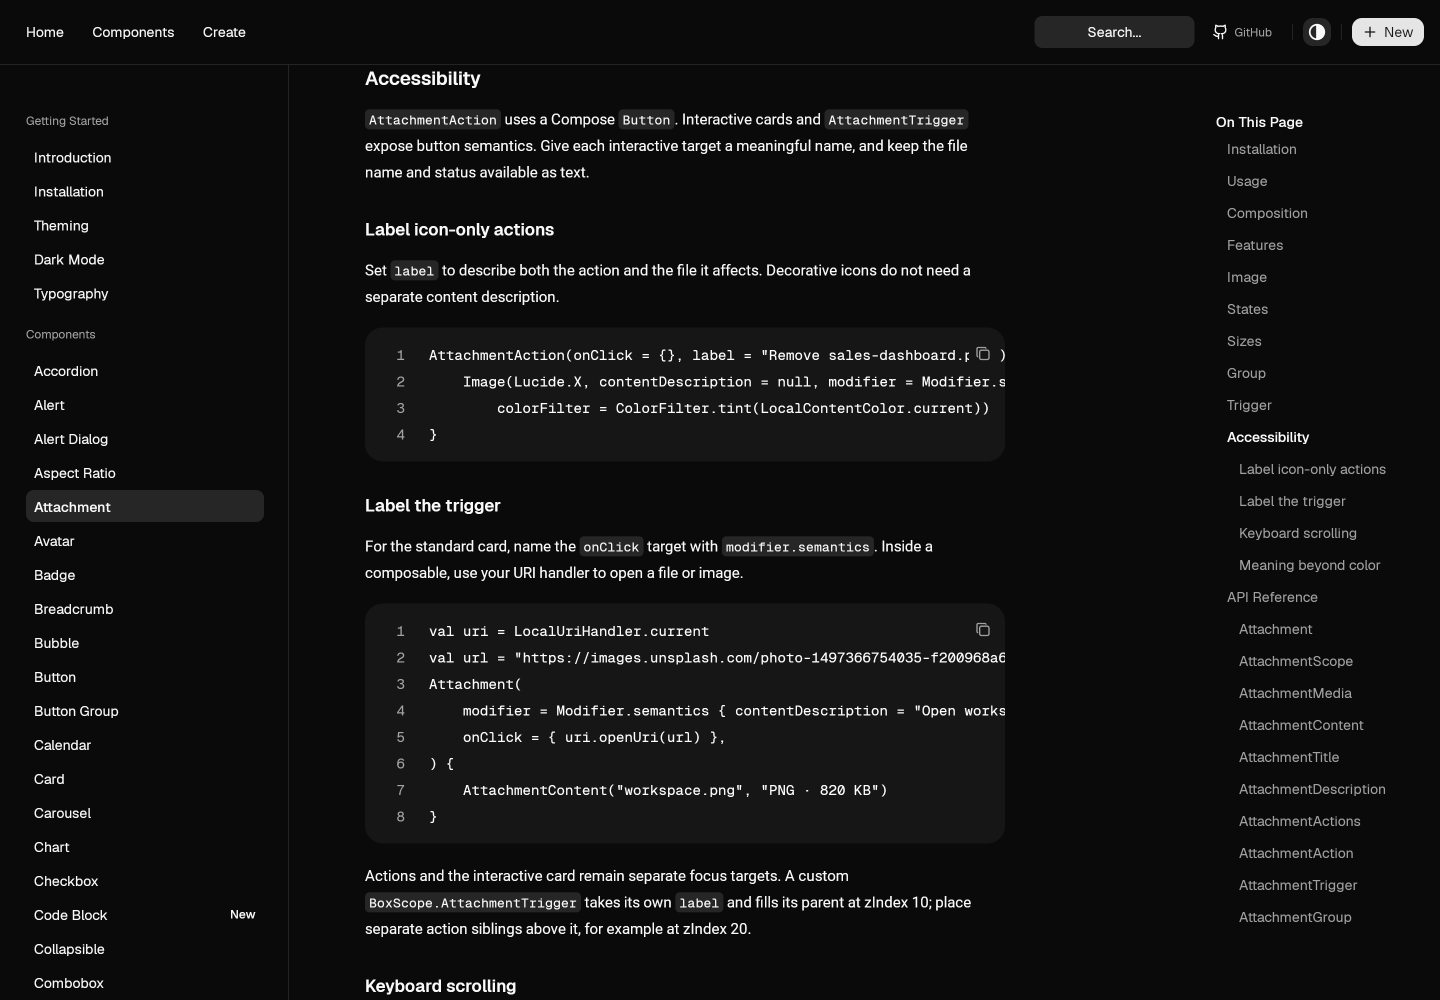 Home
Components
Create
Search...
GitHub
New
Getting Started
Introduction
Installation
Theming
Dark Mode
Typography
Components
Accordion
Alert
Alert Dialog
Aspect Ratio
Attachment
Avatar
Badge
Breadcrumb
Bubble
Button
Button Group
Calendar
Card
Carousel
Chart
Checkbox
Code Block New
Collapsible
Combobox
Accessibility
AttachmentAction uses a Compose Button. Interactive cards and AttachmentTrigger
expose button semantics. Give each interactive target a meaningful name, and keep the file
name and status available as text.
Label icon-only actions
Set label to describe both the action and the file it affects. Decorative icons do not need a
separate content description.
1 AttachmentAction(onClick = {}, label = "Remove sales-dashboard.p )
2 Image(Lucide.X, contentDescription = null, modifier = Modifier.s
3 colorFilter = ColorFilter.tint(LocalContentColor.current))
4 }
Label the trigger
For the standard card, name the onClick target with modifier.semantics. Inside a
composable, use your URI handler to open a file or image.
1 val uri = LocalUriHandler.current
2 val url = "https://images.unsplash.com/photo-1497366754035-f200968a6
3 Attachment(
4 modifier = Modifier.semantics { contentDescription = "Open works
5 onClick = { uri.openUri(url) },
6 ) {
7 AttachmentContent("workspace.png", "PNG · 820 KB")
8 }
Actions and the interactive card remain separate focus targets. A custom
BoxScope.AttachmentTrigger takes its own label and fills its parent at zIndex 10; place
separate action siblings above it, for example at zIndex 20.
Keyboard scrolling
On This Page
Installation
Usage
Composition
Features
Image
States
Sizes
Group
Trigger
Accessibility
Label icon-only actions
Label the trigger
Keyboard scrolling
Meaning beyond color
API Reference
Attachment
AttachmentScope
AttachmentMedia
AttachmentContent
AttachmentTitle
AttachmentDescription
AttachmentActions
AttachmentAction
AttachmentTrigger
AttachmentGroup